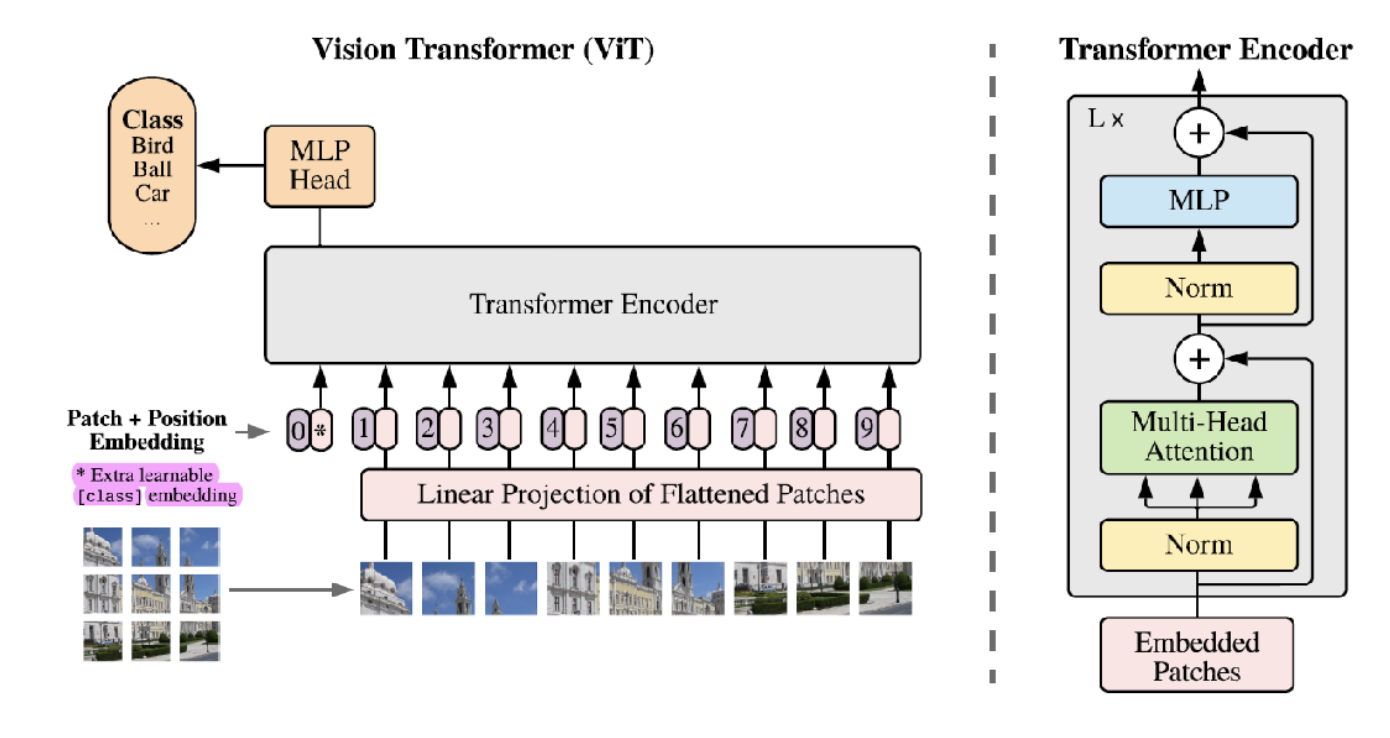 Vision Transformer (ViT)
Class
Bird
Ball
Car
...
MLP
Head
Transformer Encoder
Patch + Position
Embedding
* Extra learnable
[class] embedding
0 * 1 2 3 4 5 6 7 8 9
Linear Projection of Flattened Patches
Transformer Encoder
L x
+
MLP
Norm
+
Multi-Head
Attention
Norm
Embedded
Patches